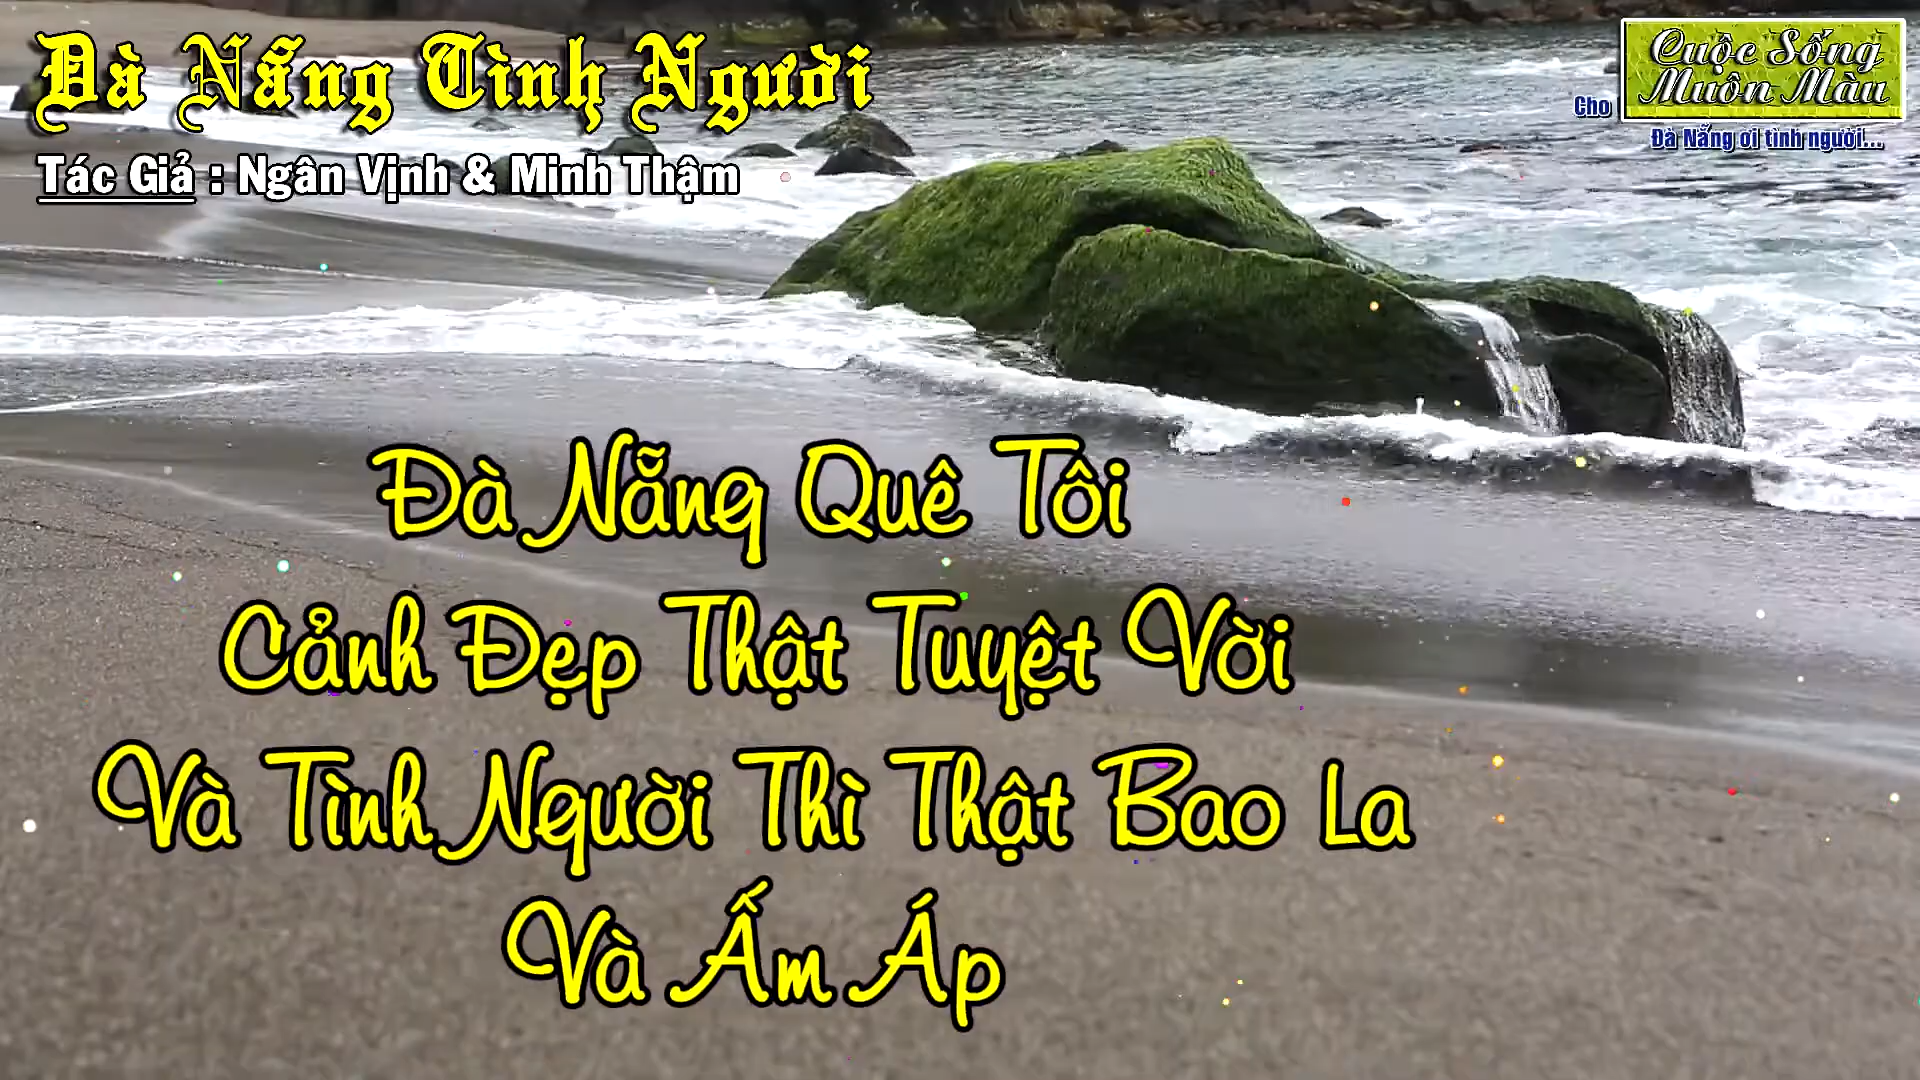 Đà Nẵng Tình Người
Tác Giả : Ngân Vịnh & Minh Thậm
Cuộc Sống
Muôn Màu
Cho
Đà Nẵng ơi tình người...
Đà Nẵng Quê Tôi
Cảnh Đẹp Thật Tuyệt Vời
Và Tình Người Thì Thật Bao La
Và Ấm Áp